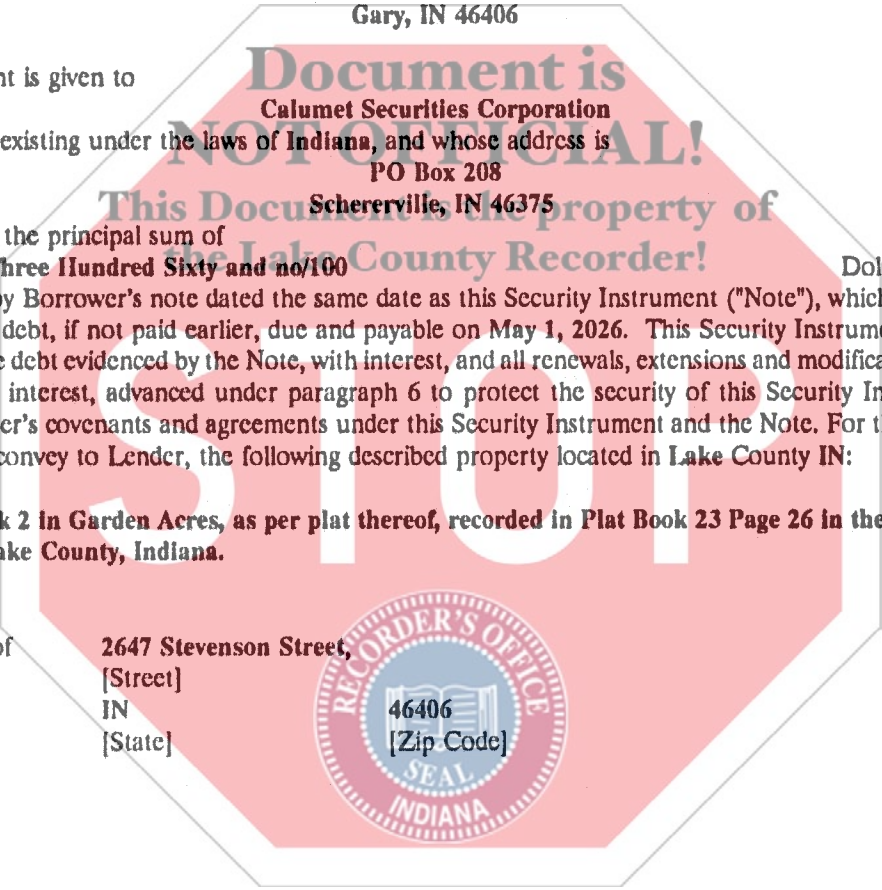 Gary, IN 46406
Document is
nt is given to
Calumet Securities Corporation
NOT OFFICIAL!
existing under the laws of Indiana, and whose address is
PO Box 208
This Document is the property of
Schererville, IN 46375
the principal sum of
the Lake County Recorder!
hree Hundred Sixty and no/100 Dol
by Borrower's note dated the same date as this Security Instrument ("Note"), which
debt, if not paid earlier, due and payable on May 1, 2026. This Security Instrume
e debt evidenced by the Note, with interest, and all renewals, extensions and modifica
interest, advanced under paragraph 6 to protect the security of this Security In
er's covenants and agreements under this Security Instrument and the Note. For t
convey to Lender, the following described property located in Lake County IN:
STOP
k 2 in Garden Acres, as per plat thereof, recorded in Plat Book 23 Page 26 in the
ake County, Indiana.
of 2647 Stevenson Street,
[Street]
IN 46406
[State] [Zip Code]
RECORDER'S OFFICE
SEAL
INDIANA